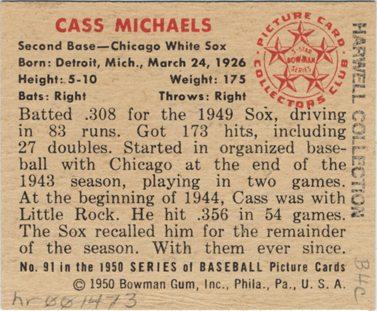 CASS MICHAELS
Second Base—Chicago White Sox
Born: Detroit, Mich., March 24, 1926
Height: 5-10 Weight: 175
Bats: Right Throws: Right
Batted .308 for the 1949 Sox, driving
in 83 runs. Got 173 hits, including
27 doubles. Started in organized base-
ball with Chicago at the end of the
1943 season, playing in two games.
At the beginning of 1944, Cass was with
Little Rock. He hit .356 in 54 games.
The Sox recalled him for the remainder
of the season. With them ever since.
No. 91 in the 1950 SERIES of BASEBALL Picture Cards
© 1950 Bowman Gum, Inc., Phila., Pa., U. S. A.
PICTURE CARD
COLLECTORS CLUB
5-STAR
BOWMAN
SERIES
HARWELL COLLECTION
B4c
hr001473